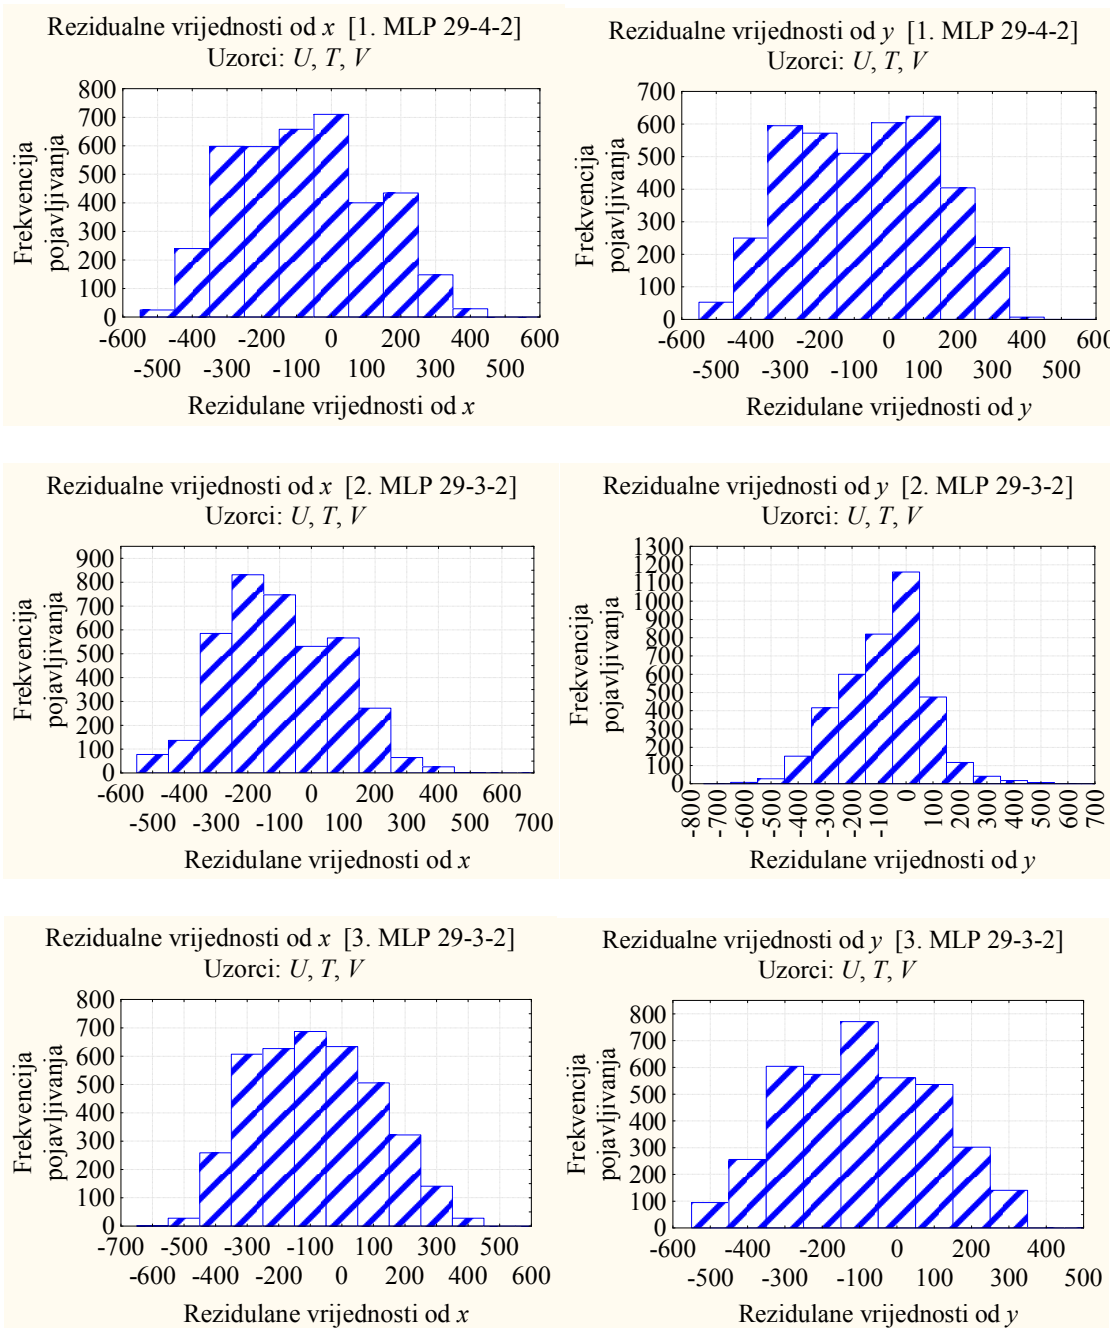 Rezidualne vrijednosti od x [1. MLP 29-4-2]
Uzorci: U, T, V
Frekvencija
pojavljivanja
800
700
600
500
400
300
200
100
0
-600 -400 -200 0 200 400 600
-500 -300 -100 100 300 500
Rezidulane vrijednosti od x
Rezidualne vrijednosti od y [1. MLP 29-4-2]
Uzorci: U, T, V
Frekvencija
pojavljivanja
700
600
500
400
300
200
100
0
-600 -400 -200 0 200 400 600
-500 -300 -100 100 300 500
Rezidulane vrijednosti od y
Rezidualne vrijednosti od x [2. MLP 29-3-2]
Uzorci: U, T, V
Frekvencija
pojavljivanja
900
800
700
600
500
400
300
200
100
0
-600 -400 -200 0 200 400 600
-500 -300 -100 100 300 500 700
Rezidulane vrijednosti od x
Rezidualne vrijednosti od y [2. MLP 29-3-2]
Uzorci: U, T, V
Frekvencija
pojavljivanja
1300
1200
1100
1000
900
800
700
600
500
400
300
200
100
0
-800 -700 -600 -500 -400 -300 -200 -100 0 100 200 300 400 500 600 700
Rezidulane vrijednosti od y
Rezidualne vrijednosti od x [3. MLP 29-3-2]
Uzorci: U, T, V
Frekvencija
pojavljivanja
800
700
600
500
400
300
200
100
0
-700 -500 -300 -100 100 300 500
-600 -400 -200 0 200 400 600
Rezidulane vrijednosti od x
Rezidualne vrijednosti od y [3. MLP 29-3-2]
Uzorci: U, T, V
Frekvencija
pojavljivanja
800
700
600
500
400
300
200
100
0
-600 -400 -200 0 200 400
-500 -300 -100 100 300 500
Rezidulane vrijednosti od y